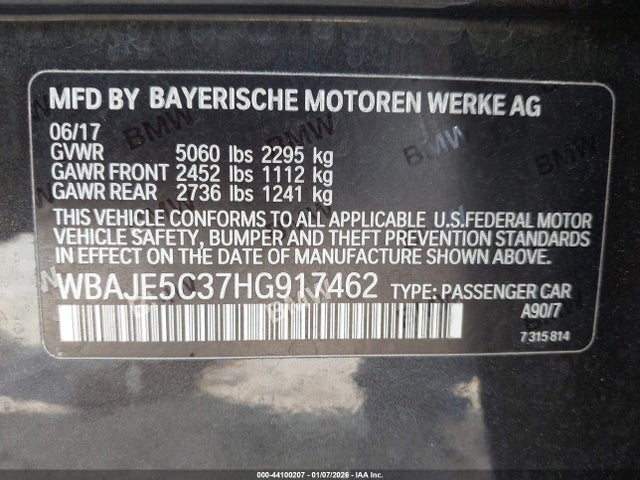 MFD BY BAYERISCHE MOTOREN WERKE AG
06/17
GVWR 5060 lbs 2295 kg
GAWR FRONT 2452 lbs 1112 kg
GAWR REAR 2736 lbs 1241 kg
THIS VEHICLE CONFORMS TO ALL APPLICABLE U.S.FEDERAL MOTOR
VEHICLE SAFETY, BUMPER AND THEFT PREVENTION STANDARDS
IN EFFECT ON THE DATE OF MANUFACTURE SHOWN ABOVE.
WBAJE5C37HG917462 TYPE: PASSENGER CAR
A90/7
7 315 814
000-44100207 - 01/07/2026 - IAA Inc.